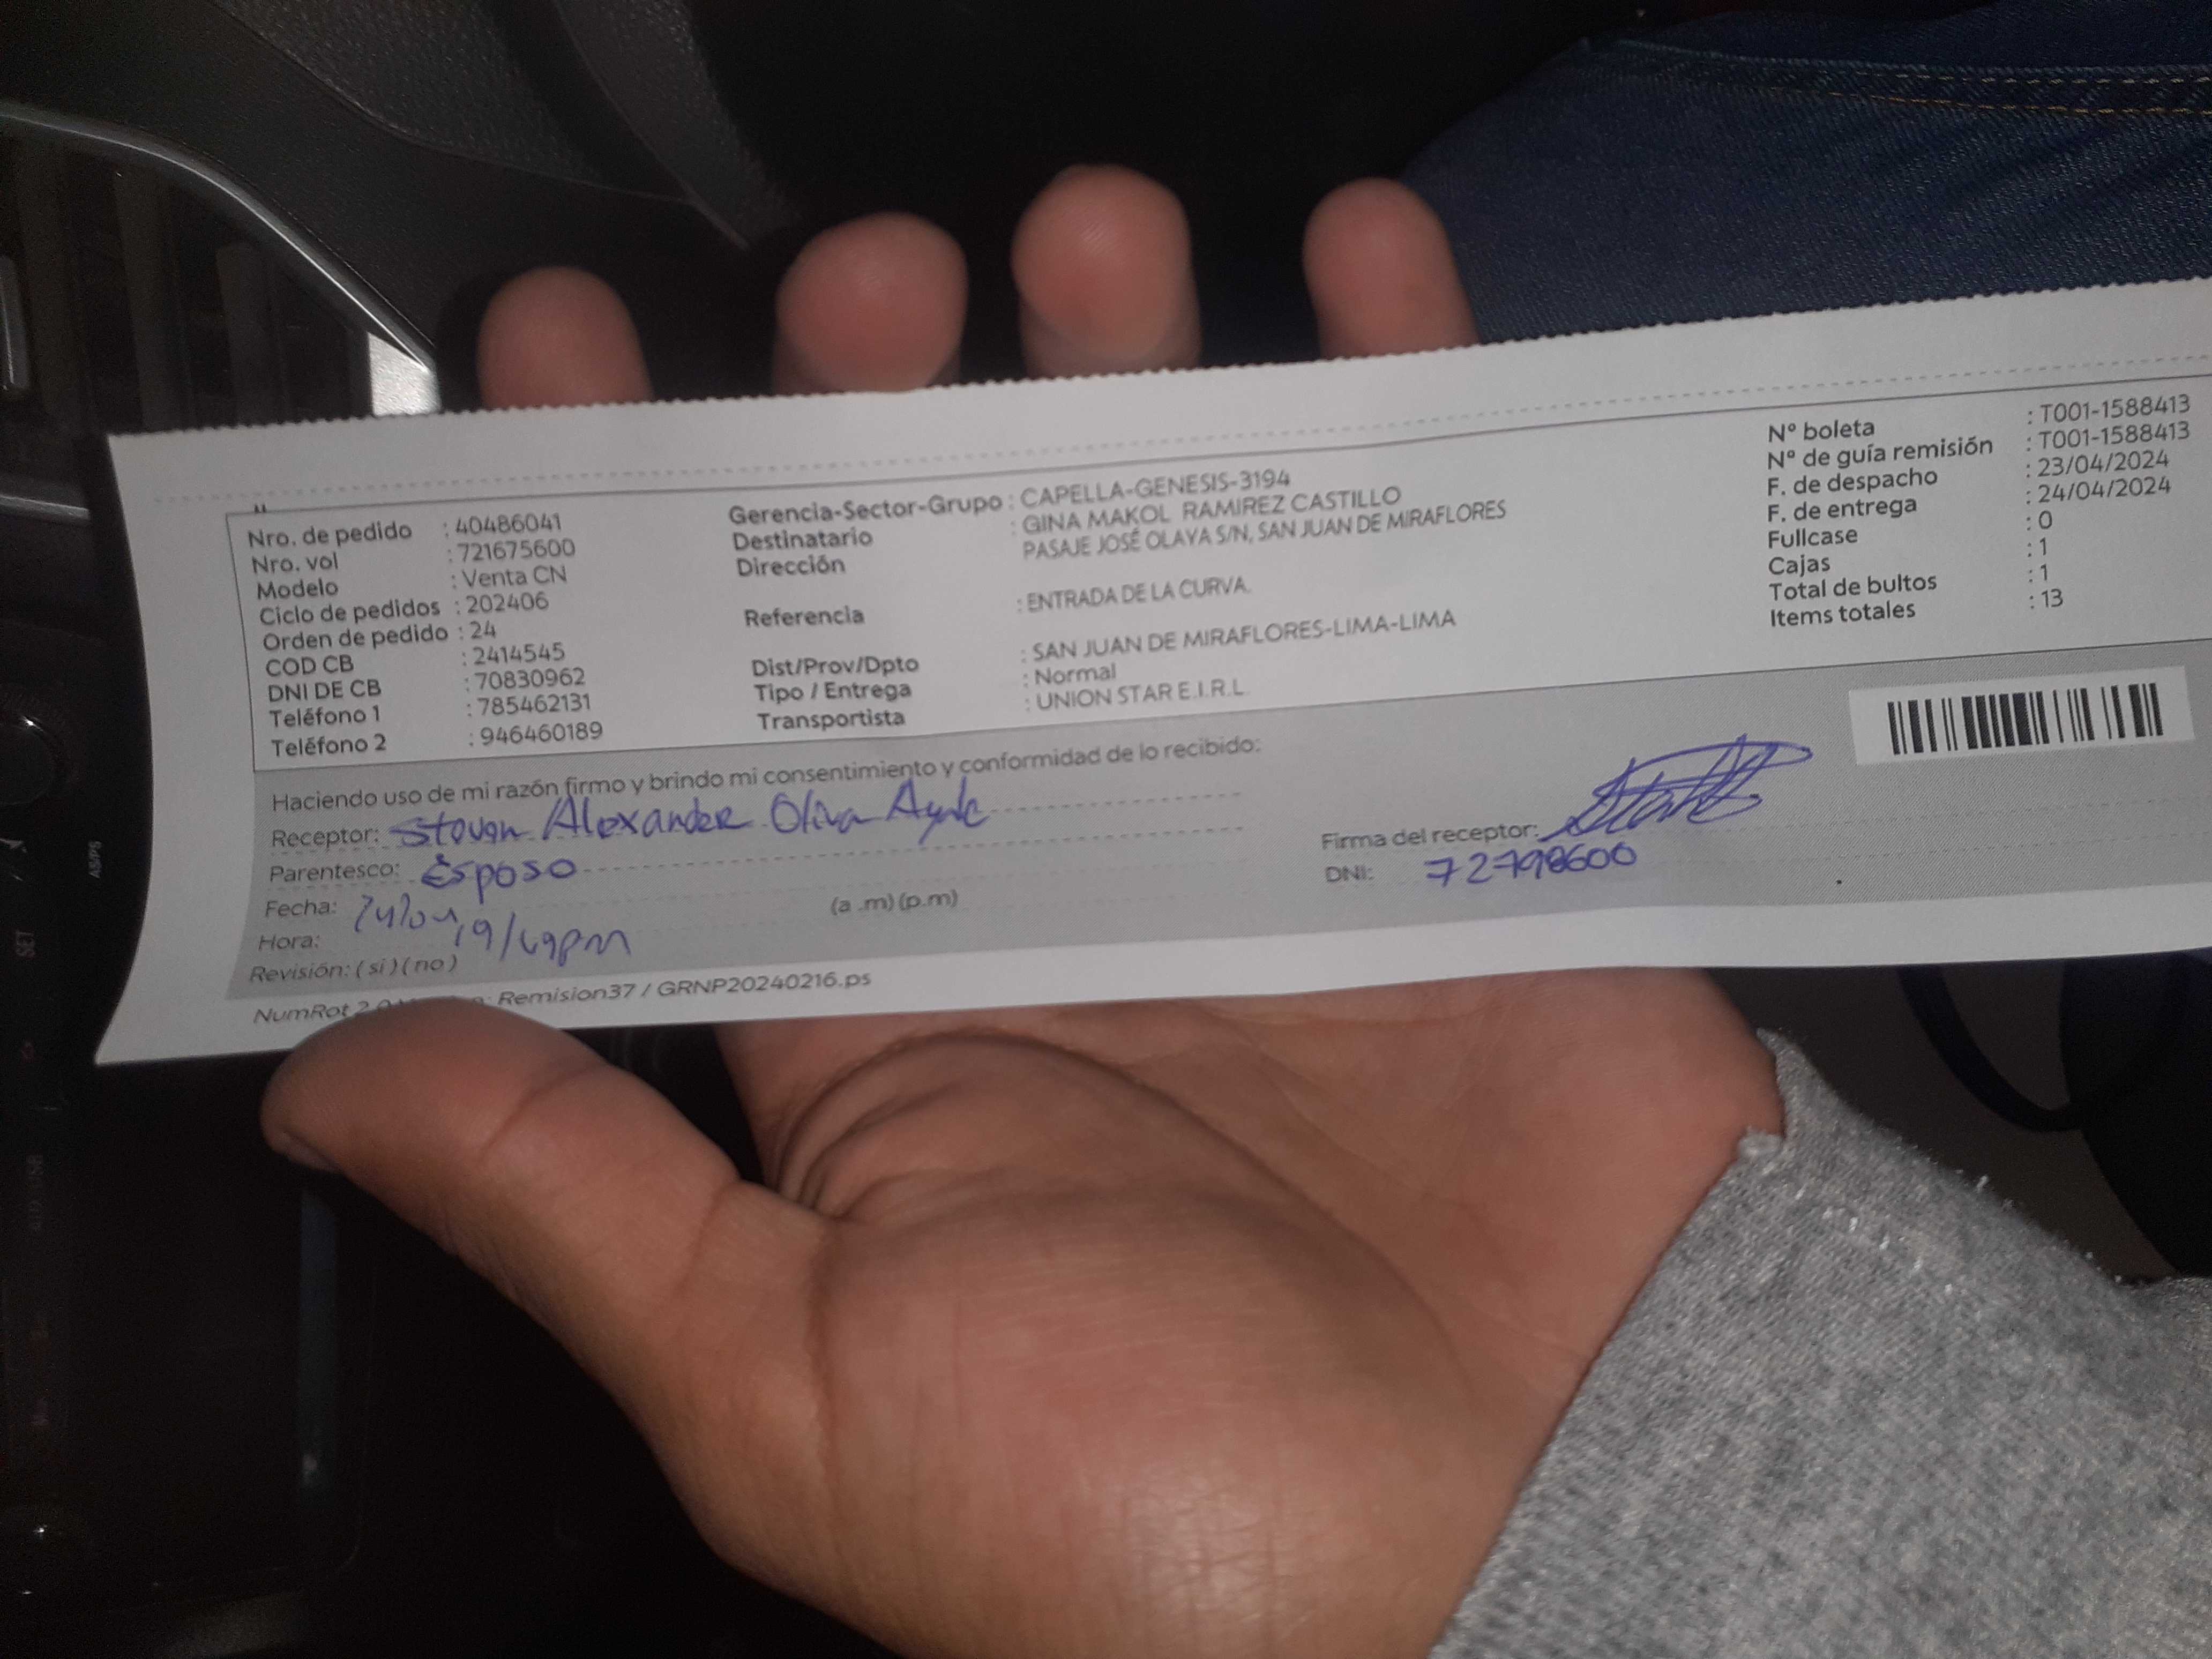 Nro. de pedido : 40486041
Nro. vol : 721675600
Modelo : Venta CN
Ciclo de pedidos : 202406
Orden de pedido : 24
COD CB : 2414545
DNI DE CB : 70830962
Teléfono 1 : 785462131
Teléfono 2 : 946460189
Gerencia-Sector-Grupo : CAPELLA-GENESIS-3194
Destinatario : GINA MAKOL RAMIREZ CASTILLO
Dirección PASAJE JOSÉ OLAYA S/N, SAN JUAN DE MIRAFLORES
Referencia : ENTRADA DE LA CURVA.
Dist/Prov/Dpto : SAN JUAN DE MIRAFLORES-LIMA-LIMA
Tipo / Entrega : Normal
Transportista : UNION STAR E.I.R.L.
N° boleta : T001-1588413
N° de guía remisión : T001-1588413
F. de despacho : 23/04/2024
F. de entrega : 24/04/2024
Fullcase : 0
Cajas : 1
Total de bultos : 1
Items totales : 13
Haciendo uso de mi razón firmo y brindo mi consentimiento y conformidad de lo recibido:
Receptor: Alexander Oliva
Parentesco: Esposo
Fecha:
Hora: (a .m) (p.m)
Revisión: ( si ) ( no )
Firma del receptor:
DNI: 72798600
NumRot Remision37 / GRNP20240216.ps
SET